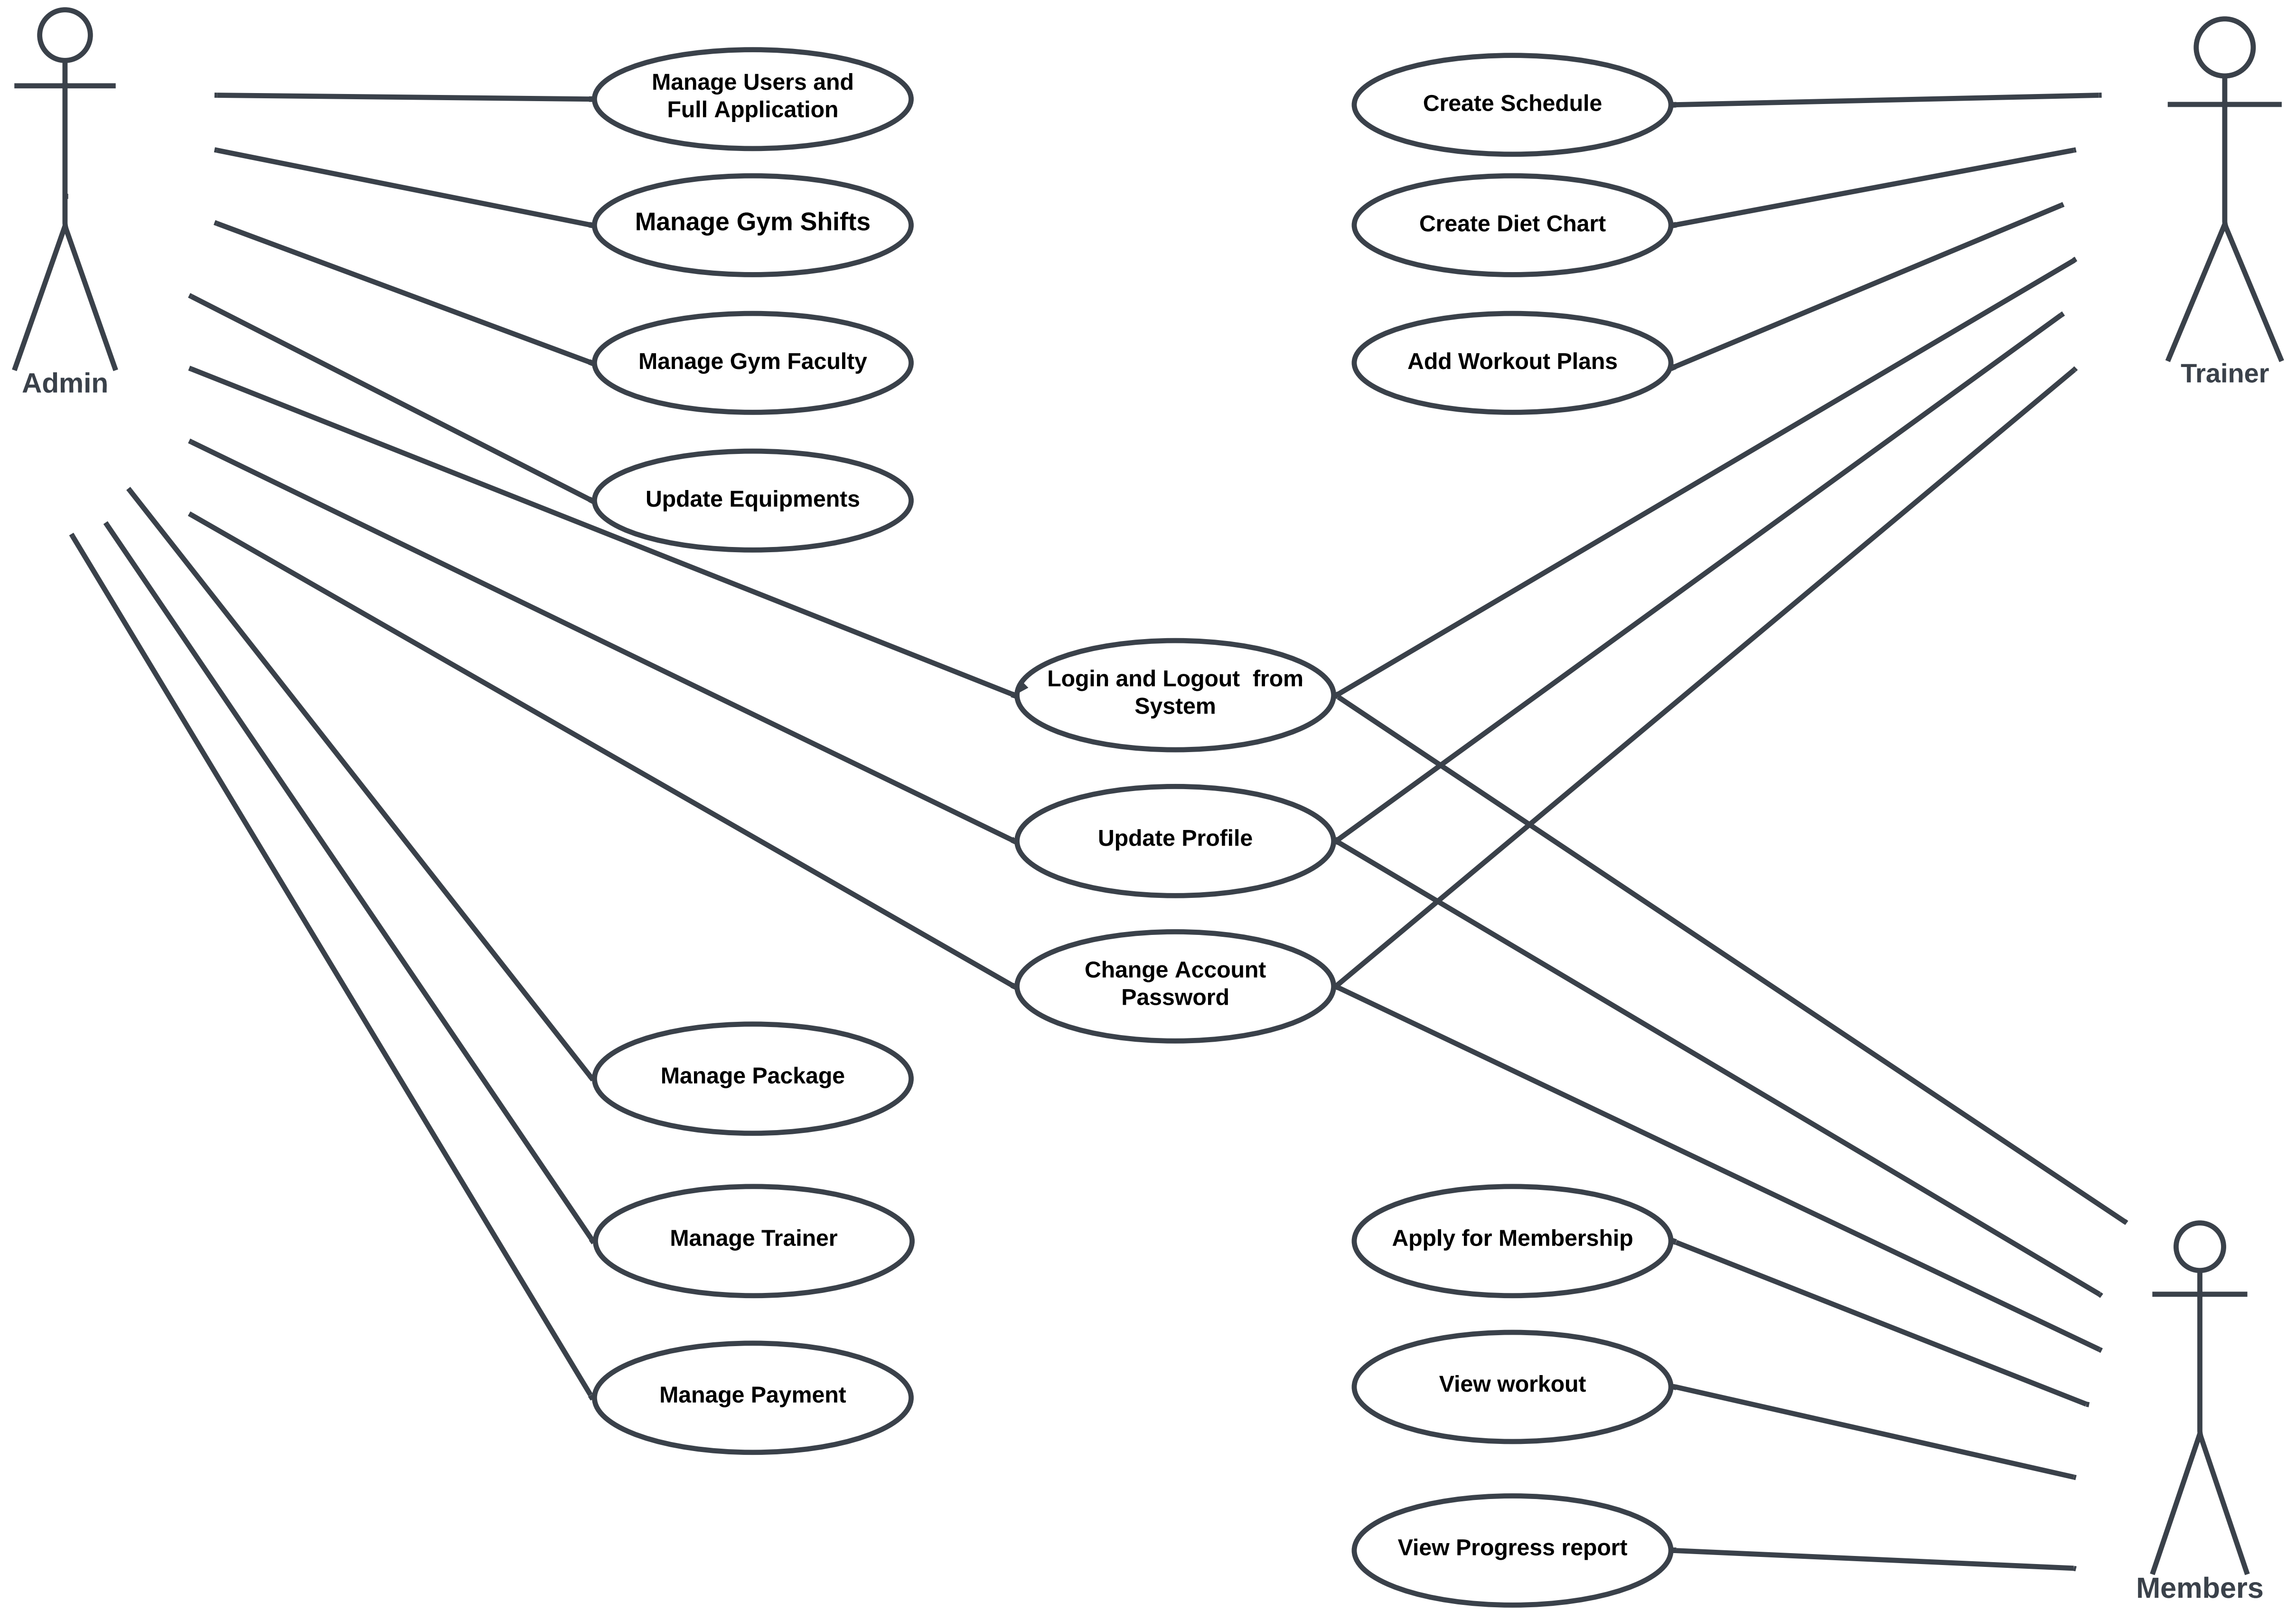 Manage Users and
Full Application
Create Schedule
Manage Gym Shifts
Create Diet Chart
Manage Gym Faculty
Add Workout Plans
Admin
Trainer
Update Equipments
Login and Logout  from
System
Update Profile
Change Account
Password
Manage Package
Manage Trainer
Apply for Membership
Manage Payment
View workout
View Progress report
Members